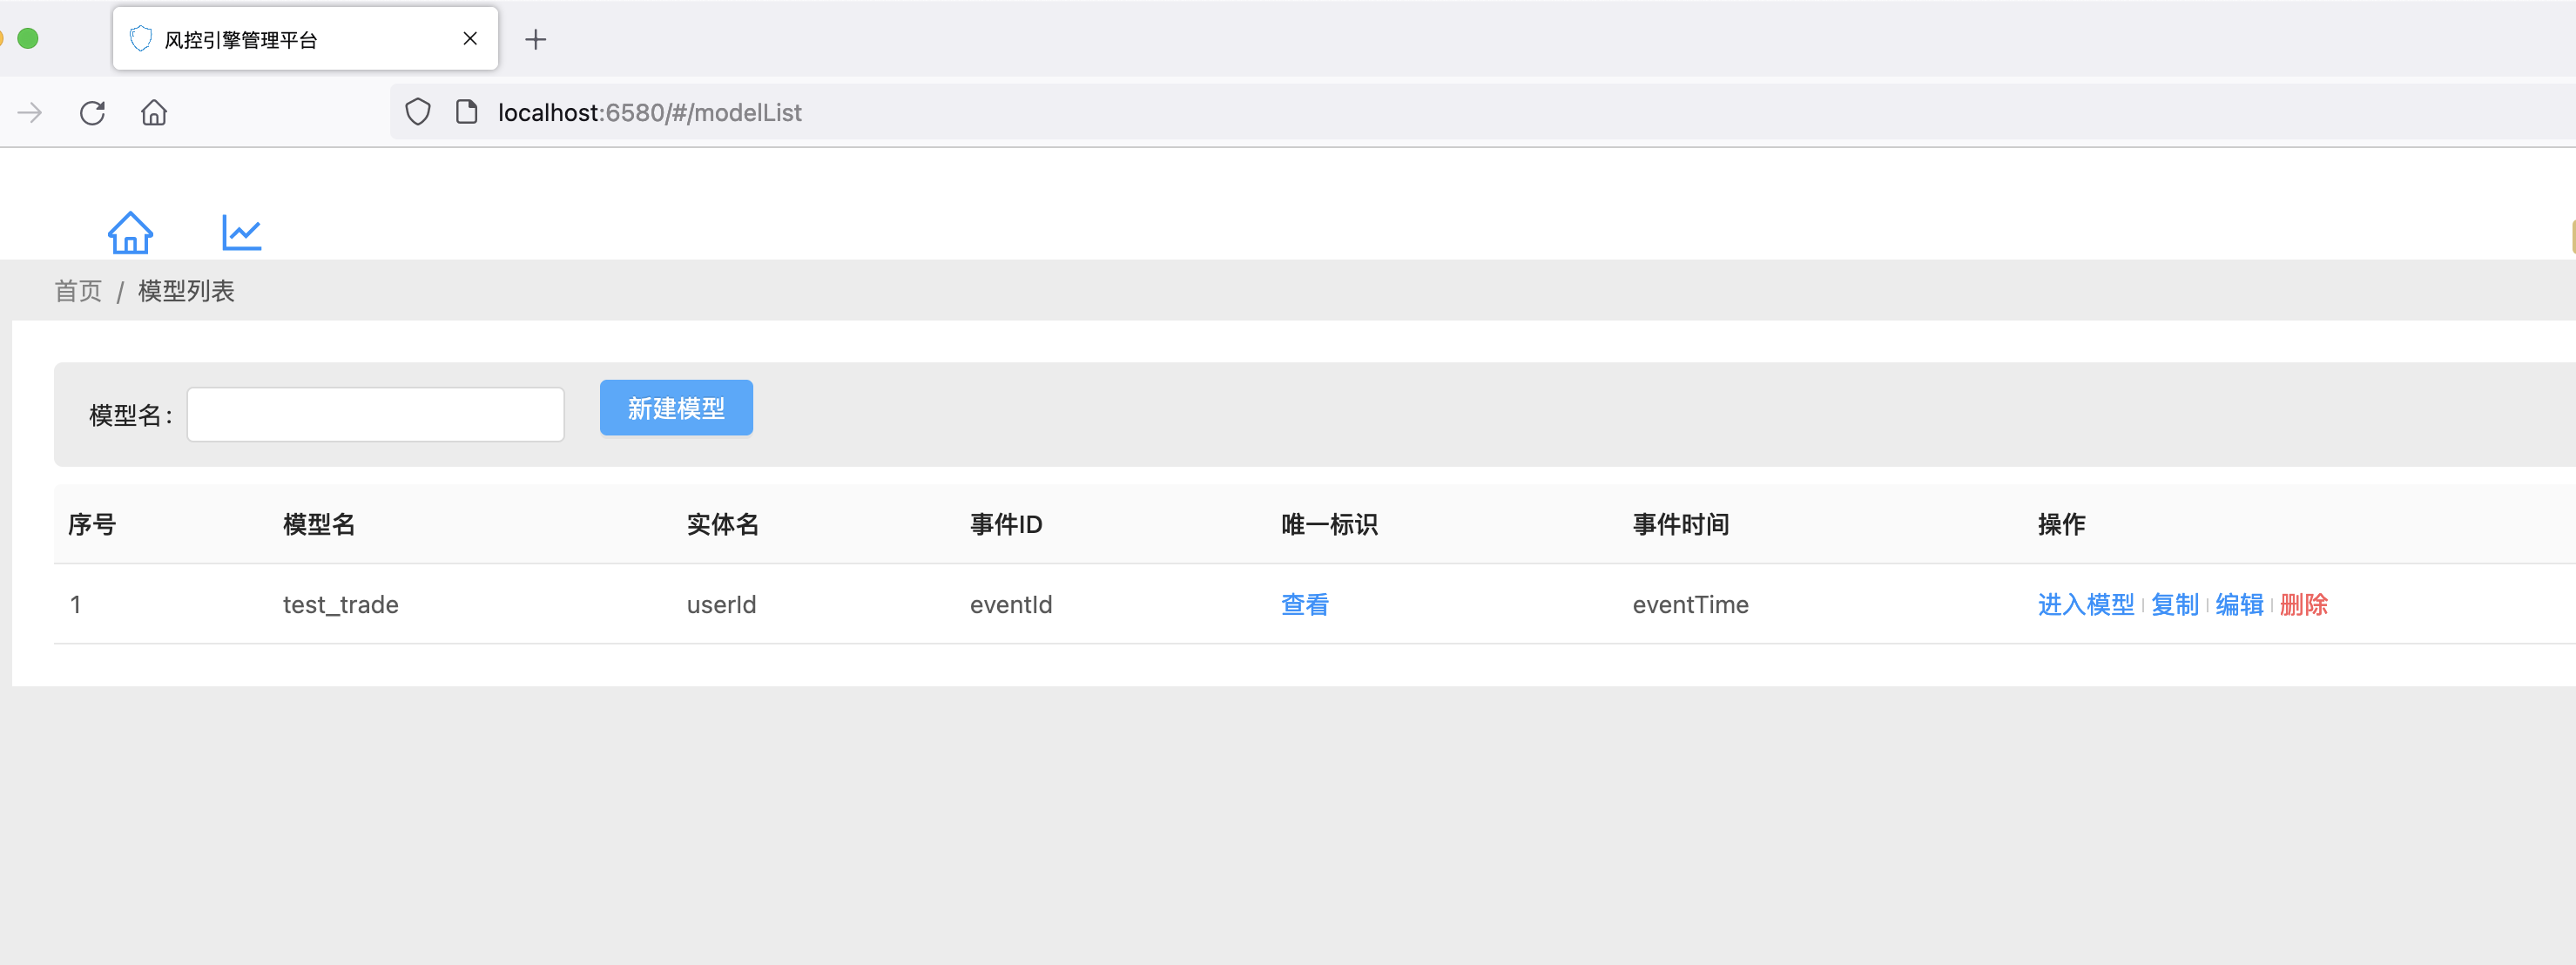 风控引擎管理平台
localhost:6580/#/modelList
首页 / 模型列表
模型名: 新建模型
序号 模型名 实体名 事件ID 唯一标识 事件时间 操作
1 test_trade userId eventId 查看 eventTime 进入模型 复制 编辑 删除